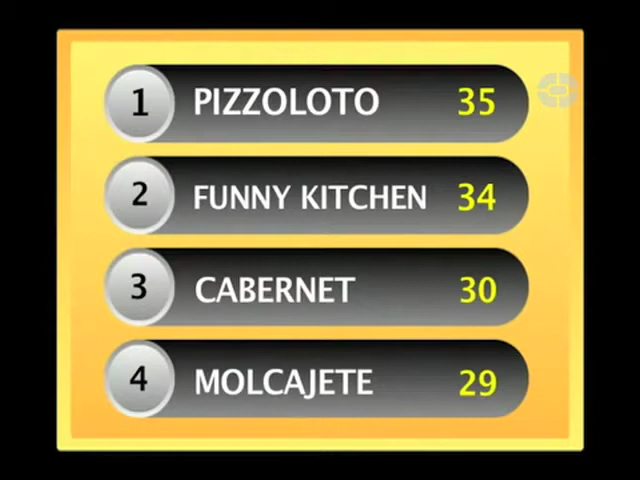 1 PIZZOLOTO 35
2 FUNNY KITCHEN 34
3 CABERNET 30
4 MOLCAJETE 29